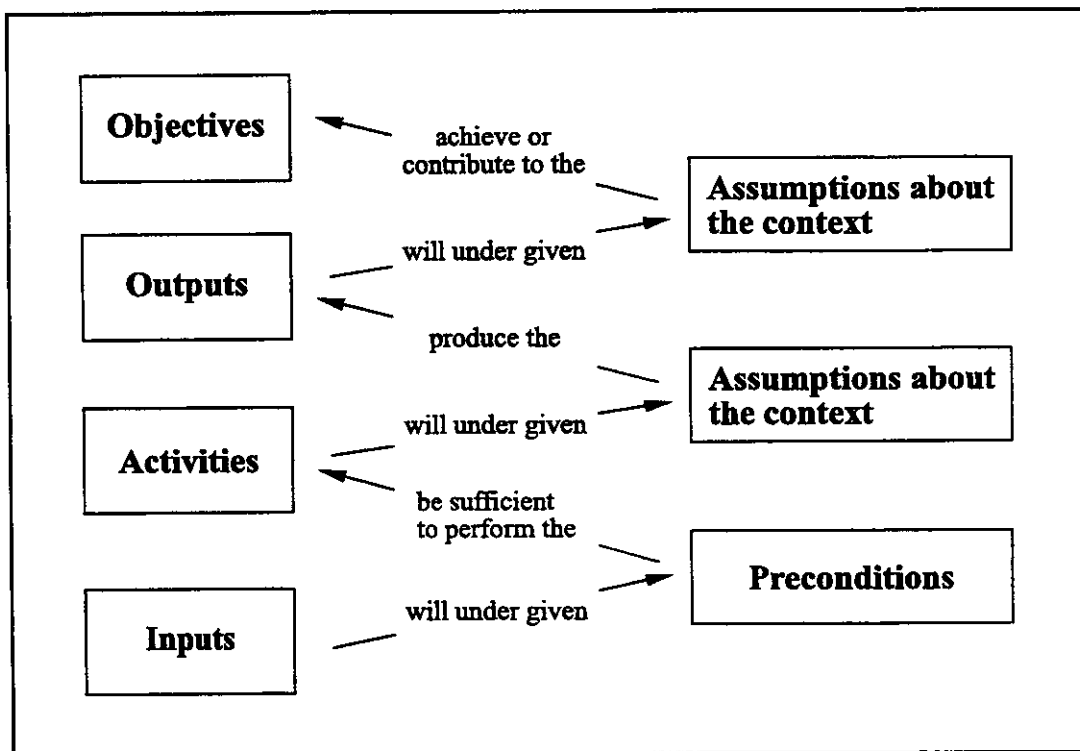 Objectives
achieve or
contribute to the
Assumptions about
the context
will under given
Outputs
produce the
Assumptions about
the context
will under given
Activities
be sufficient
to perform the
Preconditions
will under given
Inputs